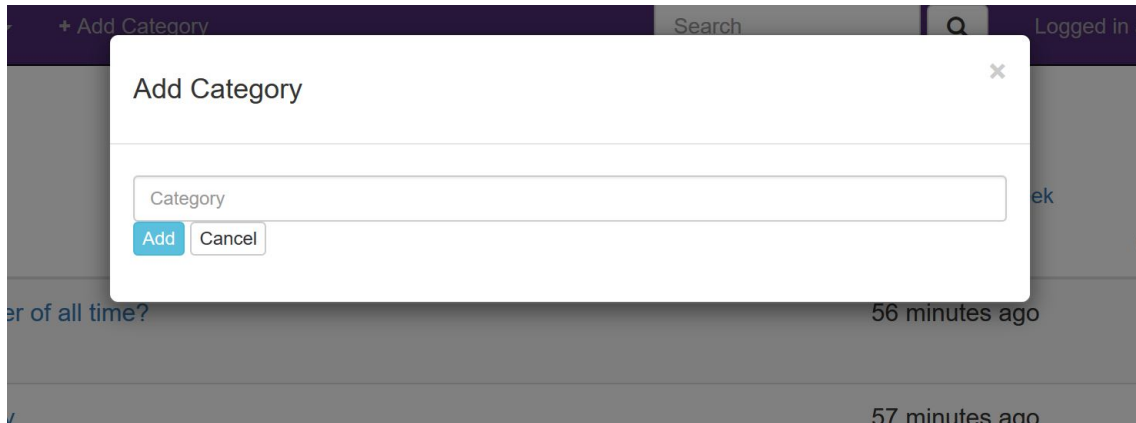 + Add Category Search Logged in
Add Category ×
Category
ek
Add Cancel
er of all time? 56 minutes ago
y 57 minutes ago